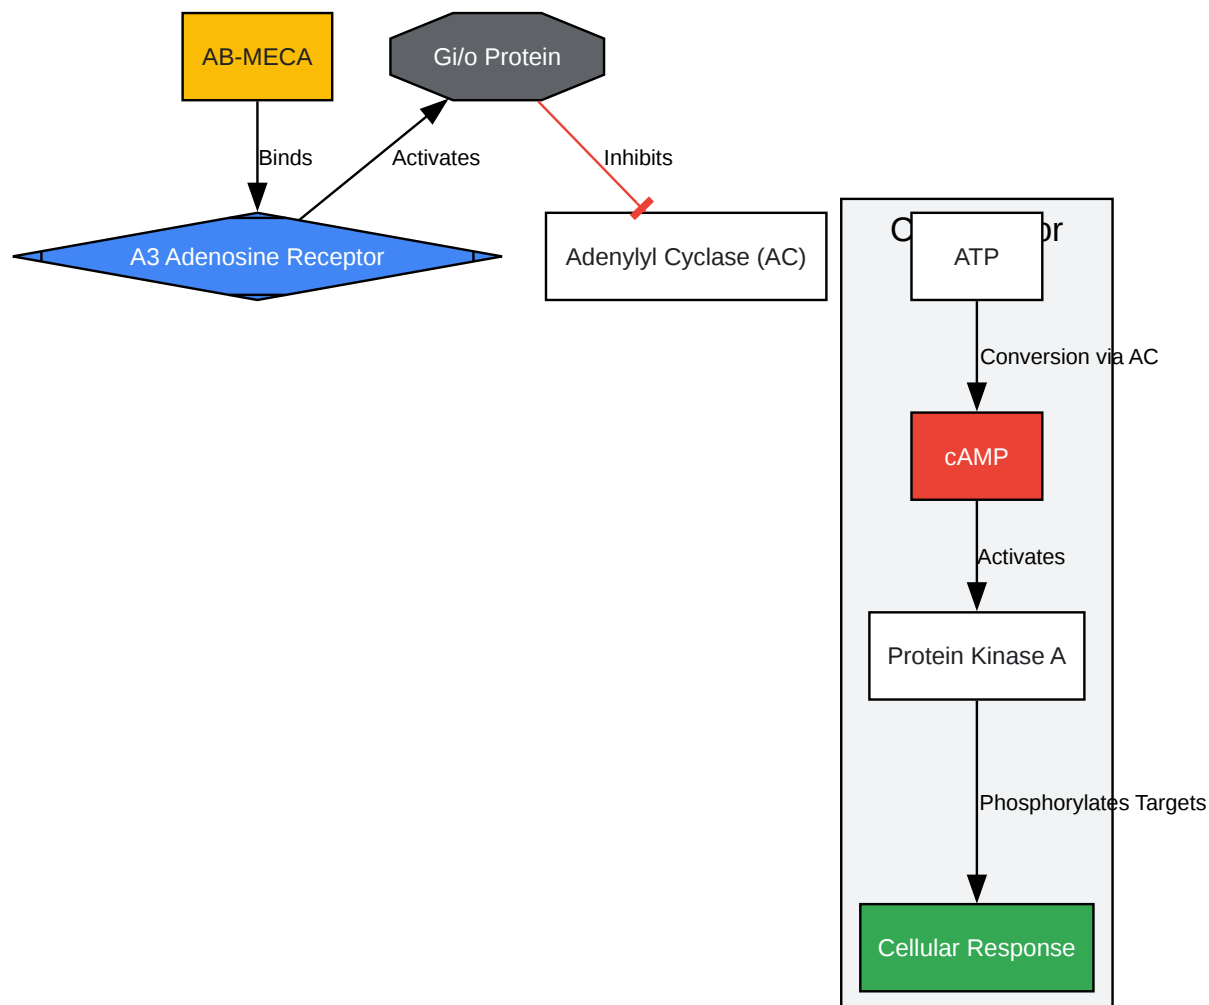 AB-MECA
Gi/o Protein
Binds
Activates
Inhibits
A3 Adenosine Receptor
Adenylyl Cyclase (AC)
ATP
Conversion via AC
cAMP
Activates
Protein Kinase A
Phosphorylates Targets
Cellular Response